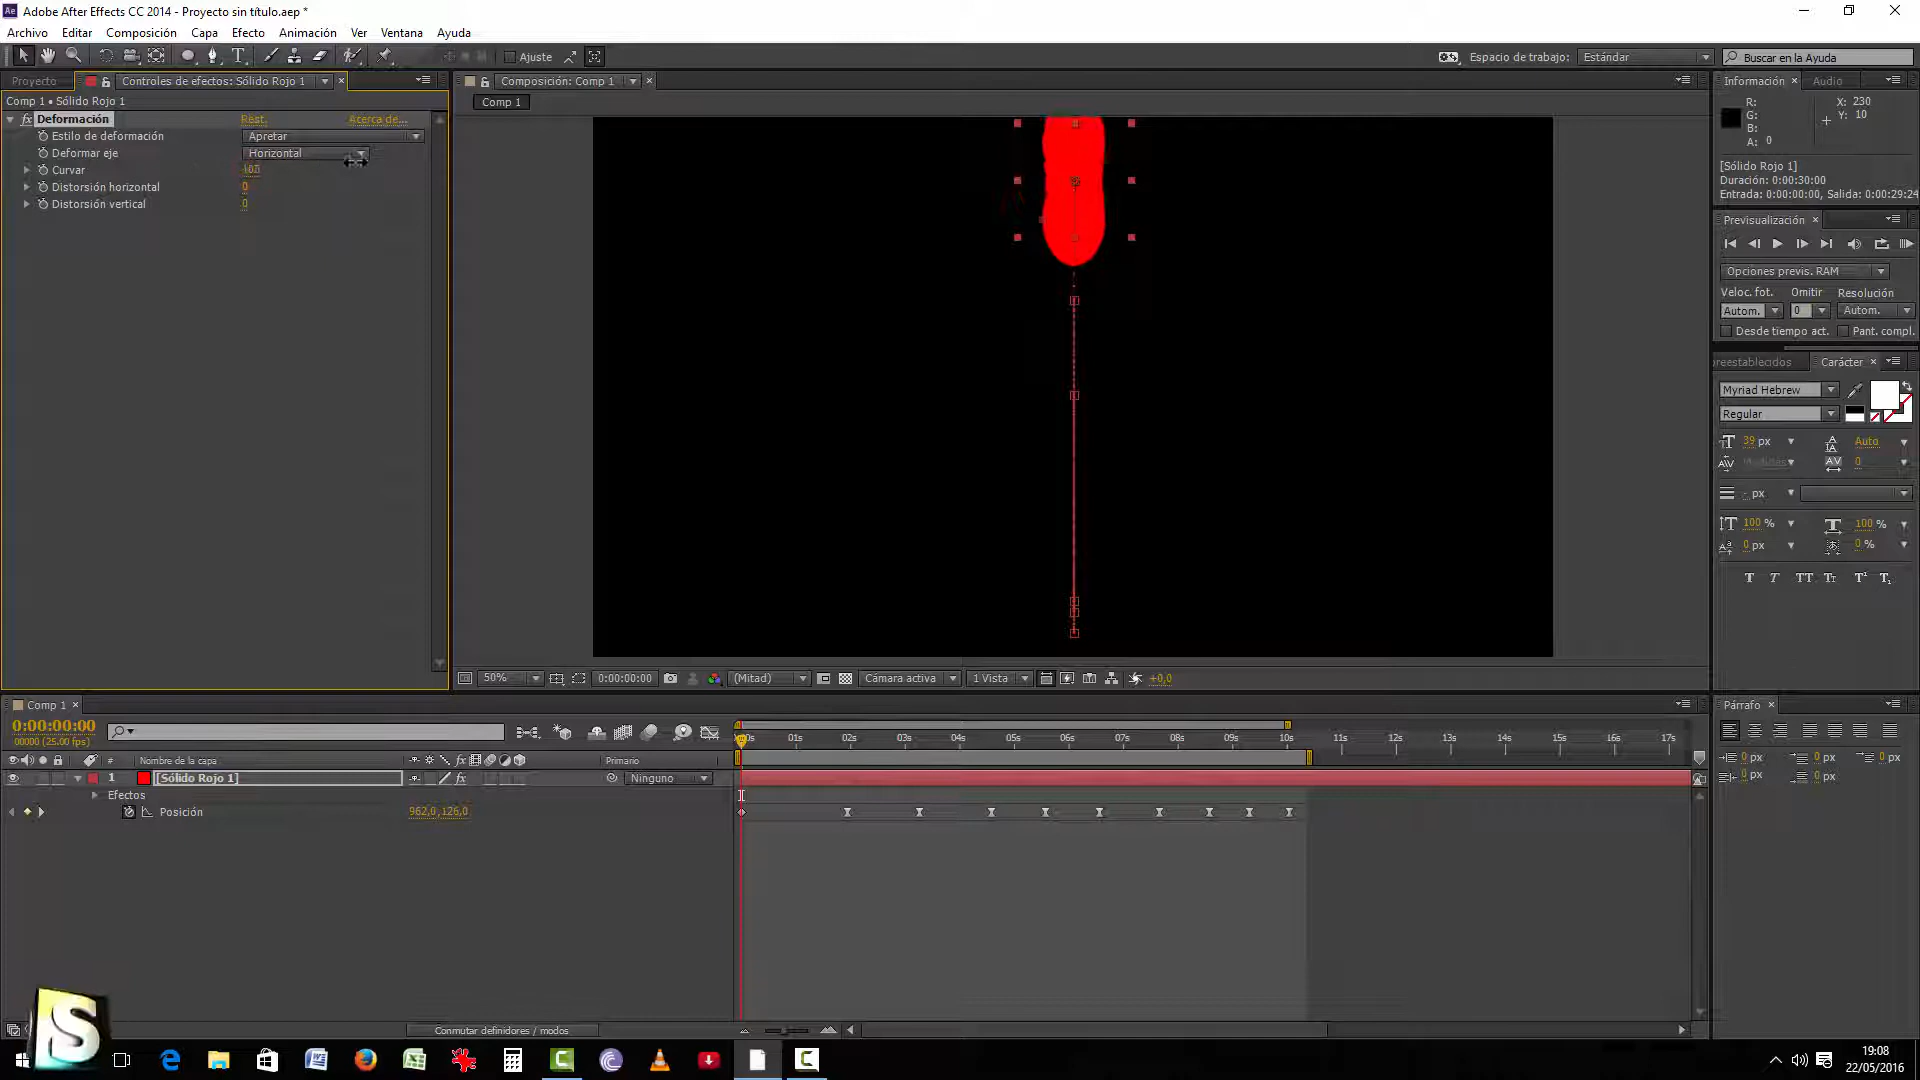 Adobe After Effects CC 2014 - Proyecto sin título.aep *
Archivo Editar Composición Capa Efecto Animación Ver Ventana Ayuda
Ajuste
Espacio de trabajo: Estándar
Buscar en la Ayuda
Proyecto
Controles de efectos: Sólido Rojo 1
Composición: Comp 1
Información
Audio
Comp 1 • Sólido Rojo 1
Comp 1
R:
G:
B:
A: 0
X: 230
Y: 10
Deformación
Rest.
Acerca de...
Estilo de deformación
Apretar
Deformar eje
Horizontal
Curvar
Distorsión horizontal
0
Distorsión vertical
0
[Sólido Rojo 1]
Duración: 0:00:30:00
Entrada: 0:00:00:00, Salida: 0:00:29:24
Previsualización
Opciones previs. RAM
Veloc. fot. Omitir Resolución
Autom. 0 Autom.
Desde tiempo act. Pant. compl.
preestablecidos
Carácter
Myriad Hebrew
Regular
39 px
Auto
0
- px
100 %
100 %
0 px
0 %
50%
0:00:00:00
(Mitad)
Cámara activa
1 Vista
+0,0
Comp 1
0:00:00:00
00000 (25.00 fps)
01s 02s 03s 04s 05s 06s 07s 08s 09s 10s 11s 12s 13s 14s 15s 16s 17s
# Nombre de la capa
Primario
1 [Sólido Rojo 1]
Ninguno
Efectos
Posición
962,0,126,0
Conmutar definidores / modos
Párrafo
0 px 0 px 0 px
0 px 0 px
S
19:08
22/05/2016